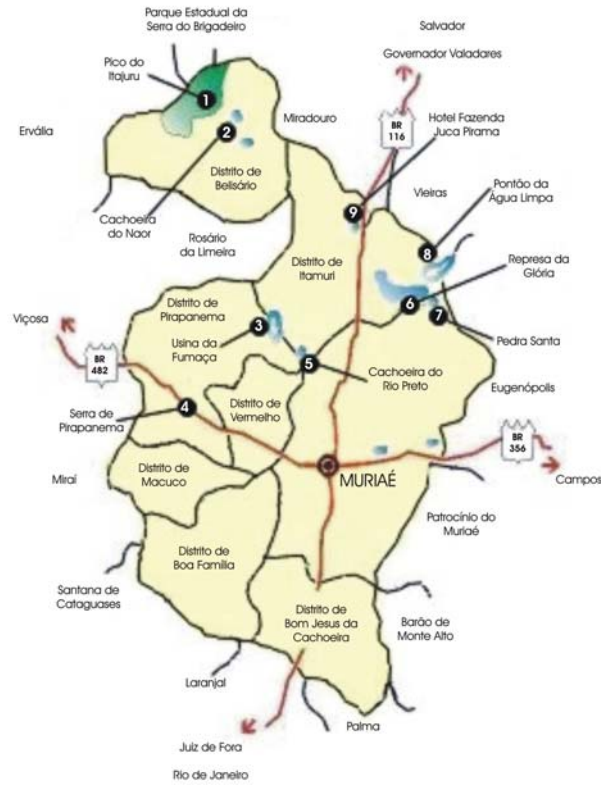 Parque Estadual da
Serra do Brigadeiro
Salvador
Governador Valadares
Pico do
Itajuru
1
2
BR
116
Hotel Fazenda
Juca Pirama
Ervália
Miradouro
Distrito de
Belisário
Vieiras
Pontão da
Água Limpa
Cachoeira
do Naor
9
Rosário
da Limeira
Distrito de
Itamuri
8
Represa da
Glória
Distrito de
Pirapanema
6
7
Viçosa
Usina da
Fumaça
3
Pedra Santa
BR
482
5
Cachoeira do
Rio Preto
Eugenópolis
Serra de
Pirapanema
4
Distrito de
Vermelho
BR
356
Miraí
Distrito de
Macuco
MURIAÉ
Campos
Patrocínio do
Muriaé
Distrito de
Boa Família
Santana de
Cataguases
Distrito de
Bom Jesus da
Cachoeira
Barão de
Monte Alto
Laranjal
Palma
Juiz de Fora
Rio de Janeiro